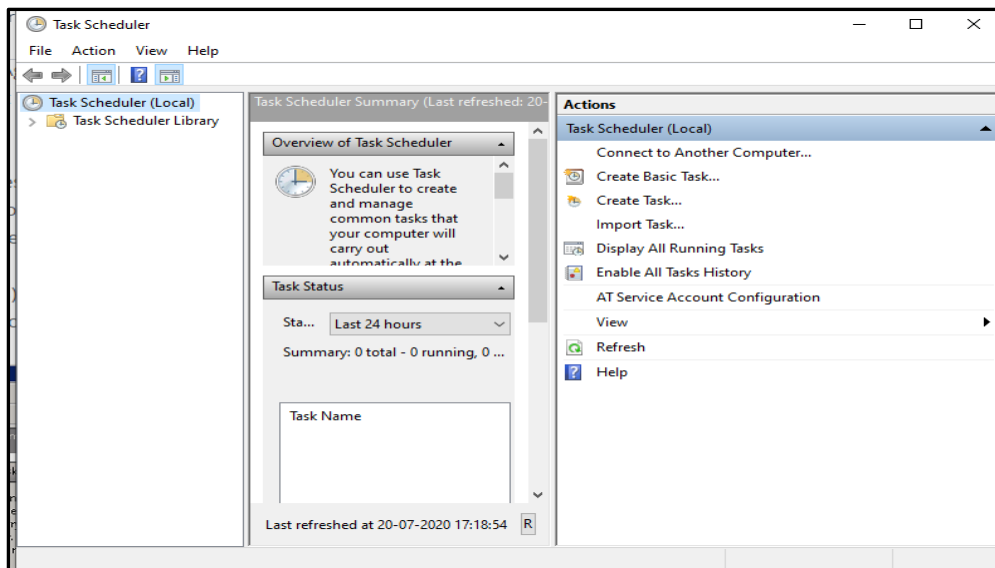 Task Scheduler
File Action View Help
Task Scheduler (Local)
Task Scheduler Library
Task Scheduler Summary (Last refreshed: 20-
Overview of Task Scheduler
You can use Task
Scheduler to create
and manage
common tasks that
your computer will
carry out
automatically at the
Task Status
Sta... Last 24 hours
Summary: 0 total - 0 running, 0 ...
Task Name
Last refreshed at 20-07-2020 17:18:54 R
Actions
Task Scheduler (Local)
Connect to Another Computer...
Create Basic Task...
Create Task...
Import Task...
Display All Running Tasks
Enable All Tasks History
AT Service Account Configuration
View
Refresh
Help